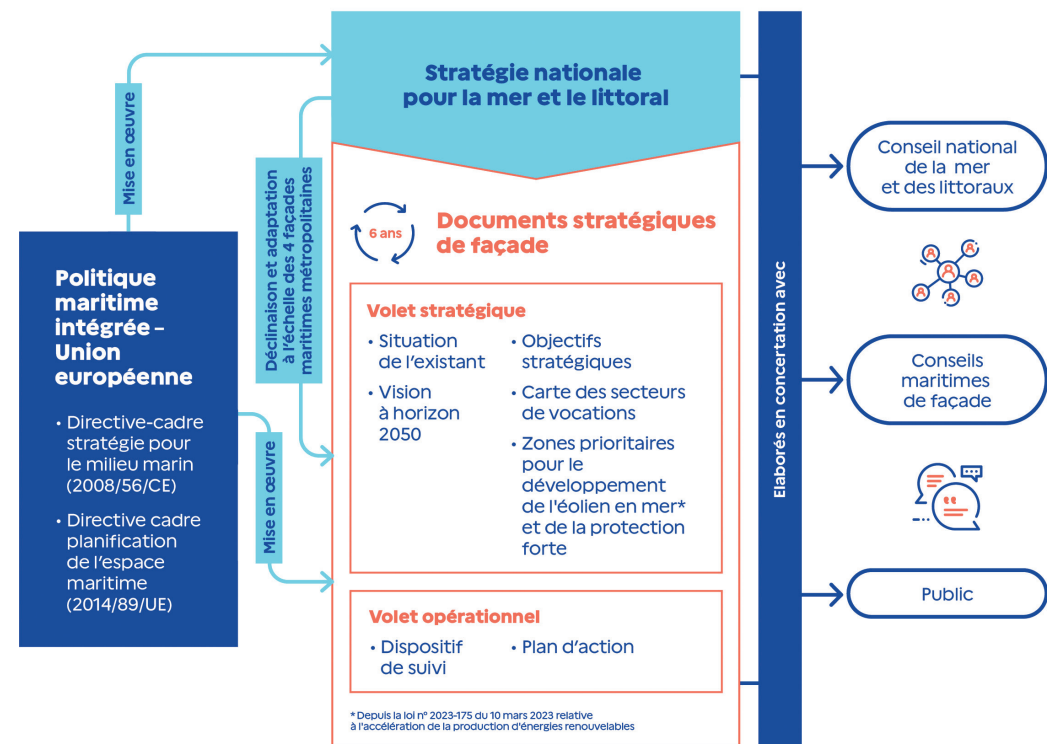 Stratégie nationale
pour la mer et le littoral
Mise en œuvre
Déclinaison et adaptation
à l'échelle des 4 façades
maritimes métropolitaines
Politique
maritime
intégrée –
Union
européenne
• Directive-cadre
stratégie pour
le milieu marin
(2008/56/CE)
• Directive cadre
planification
de l'espace
maritime
(2014/89/UE)
Mise en œuvre
6 ans
Documents stratégiques
de façade
Volet stratégique
• Situation
de l'existant
• Vision
à horizon
2050
• Objectifs
stratégiques
• Carte des secteurs
de vocations
• Zones prioritaires
pour le
développement
de l'éolien en mer*
et de la protection
forte
Volet opérationnel
• Dispositif
de suivi
• Plan d'action
* Depuis la loi nº 2023-175 du 10 mars 2023 relative
à l'accélération de la production d'énergies renouvelables
Elaborés en concertation avec
Conseil national
de la mer
et des littoraux
Conseils
maritimes
de façade
Public